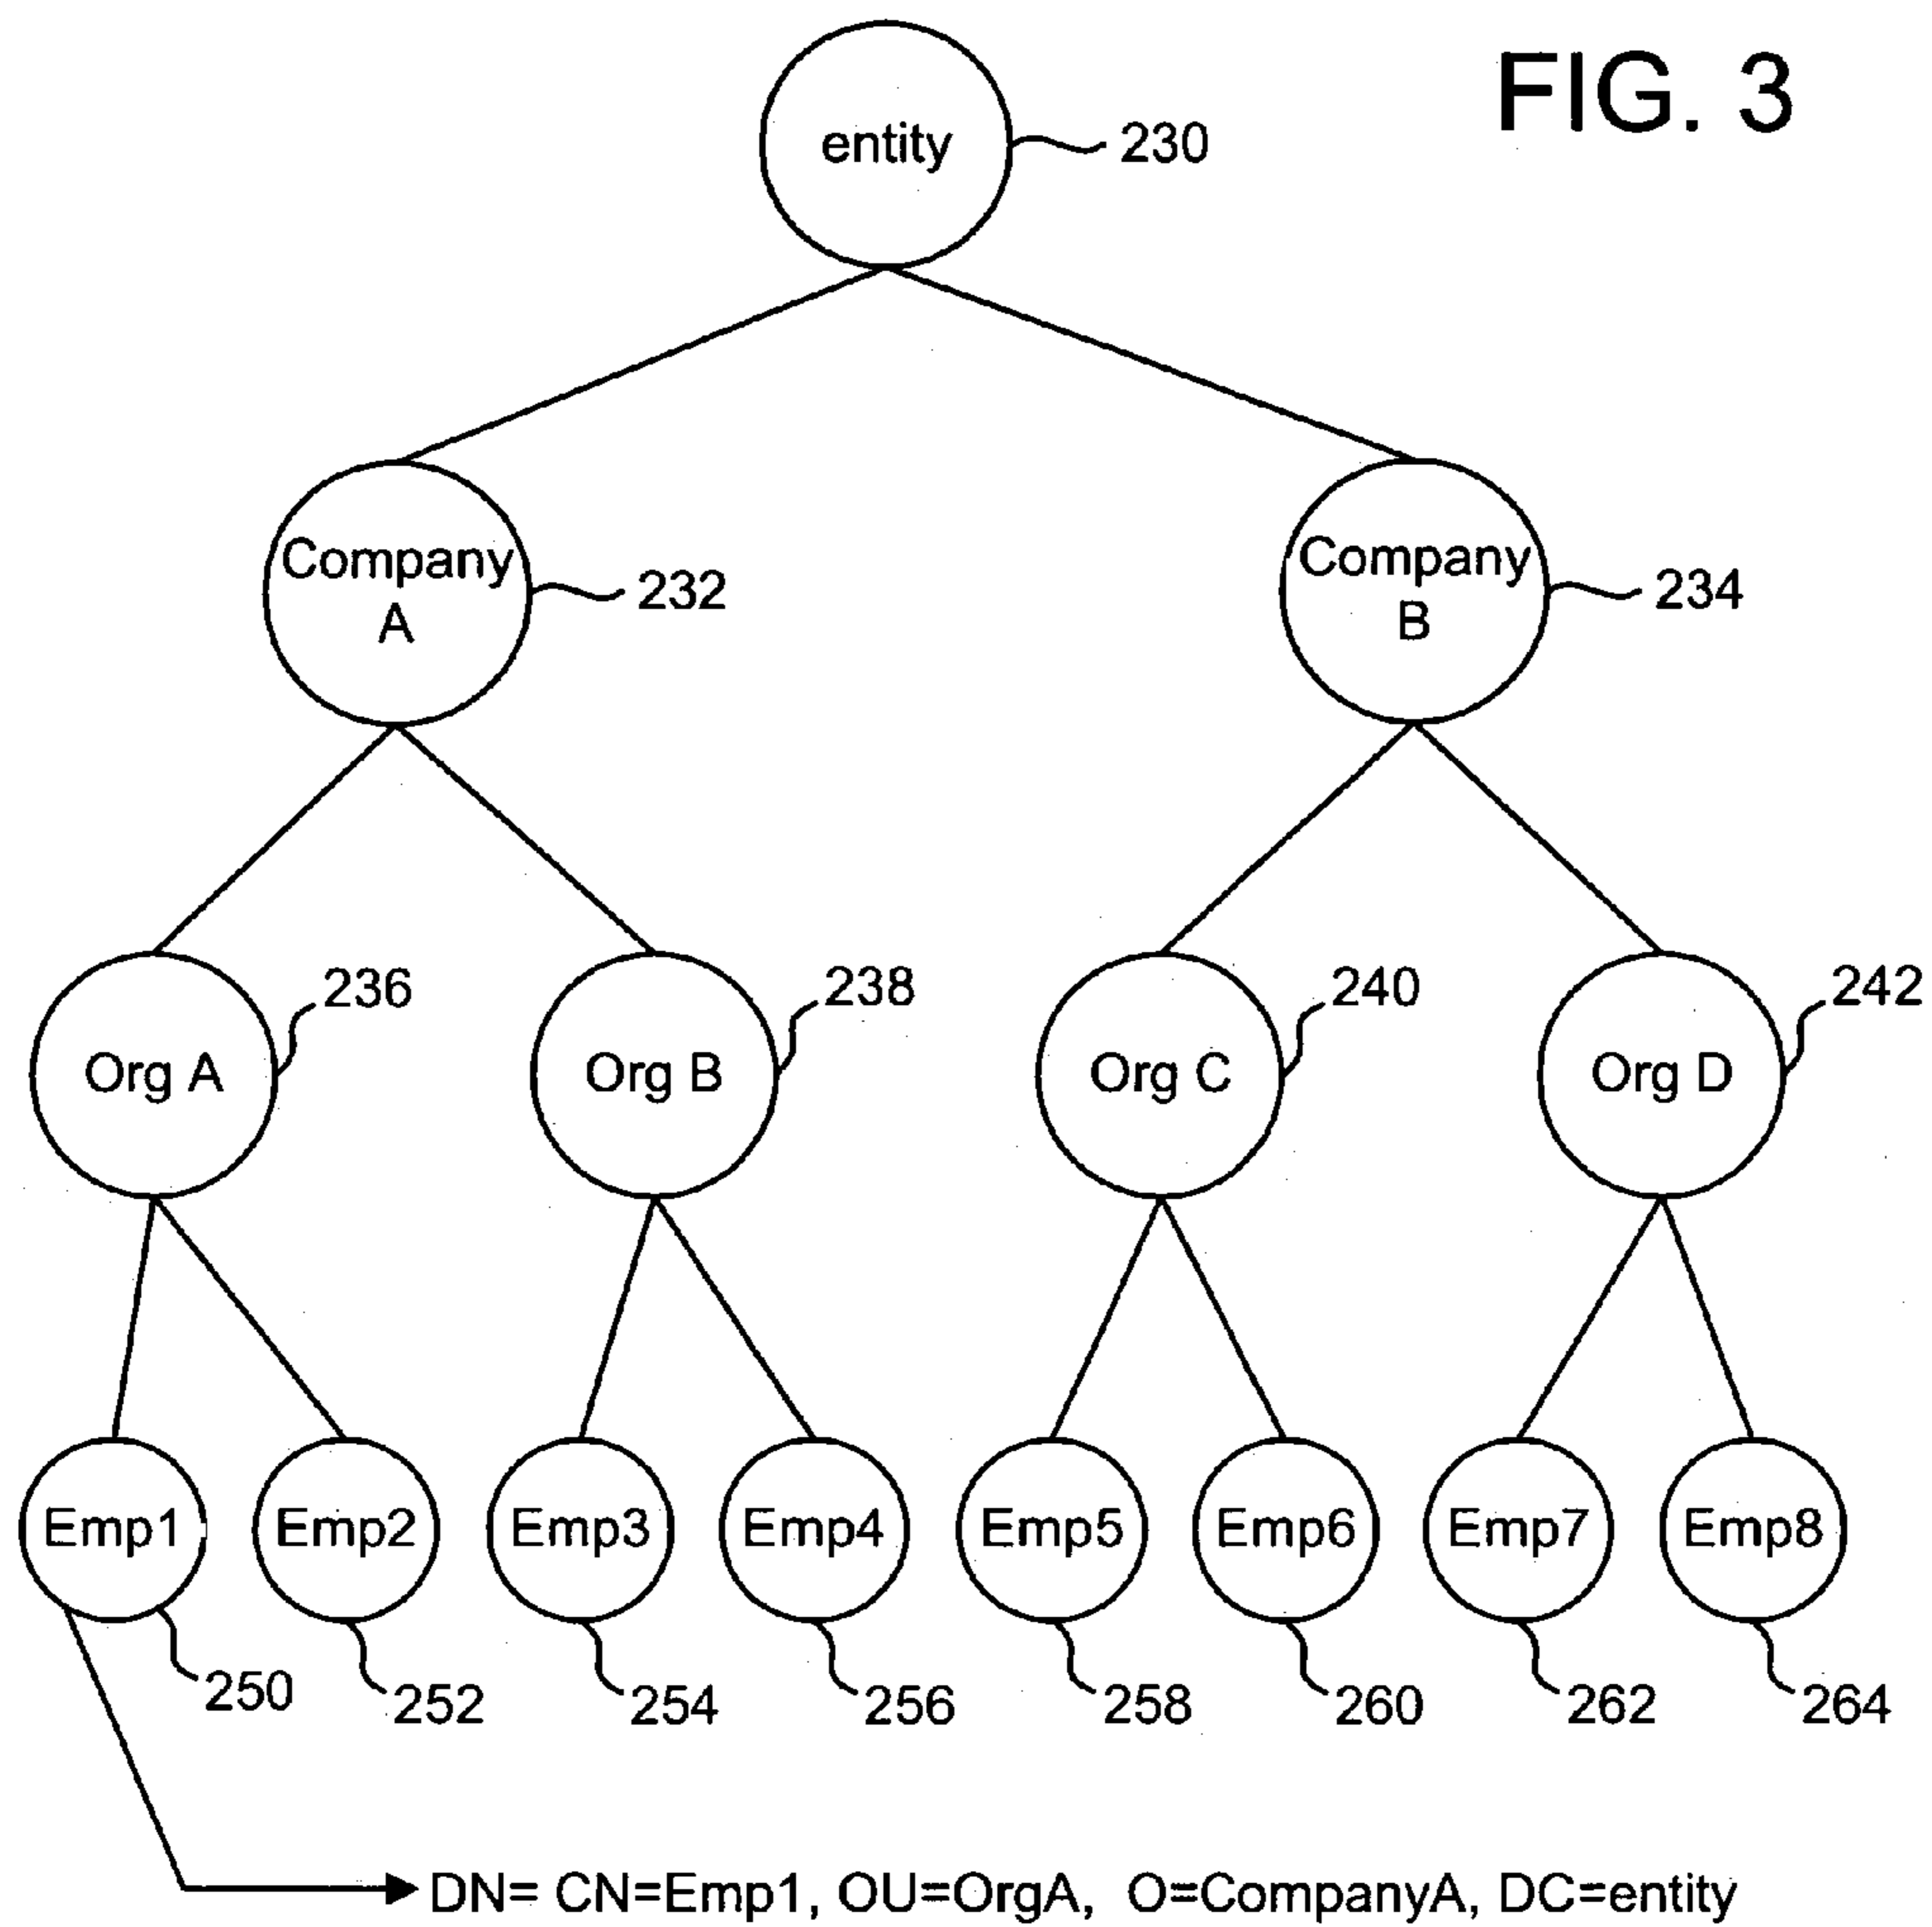 FIG. 3
entity
230
Company
A
232
Company
B
234
Org A
236
Org B
238
Org C
240
Org D
242
Emp1
Emp2
Emp3
Emp4
Emp5
Emp6
Emp7
Emp8
250
252
254
256
258
260
262
264
DN= CN=Emp1, OU=OrgA, O=CompanyA, DC=entity